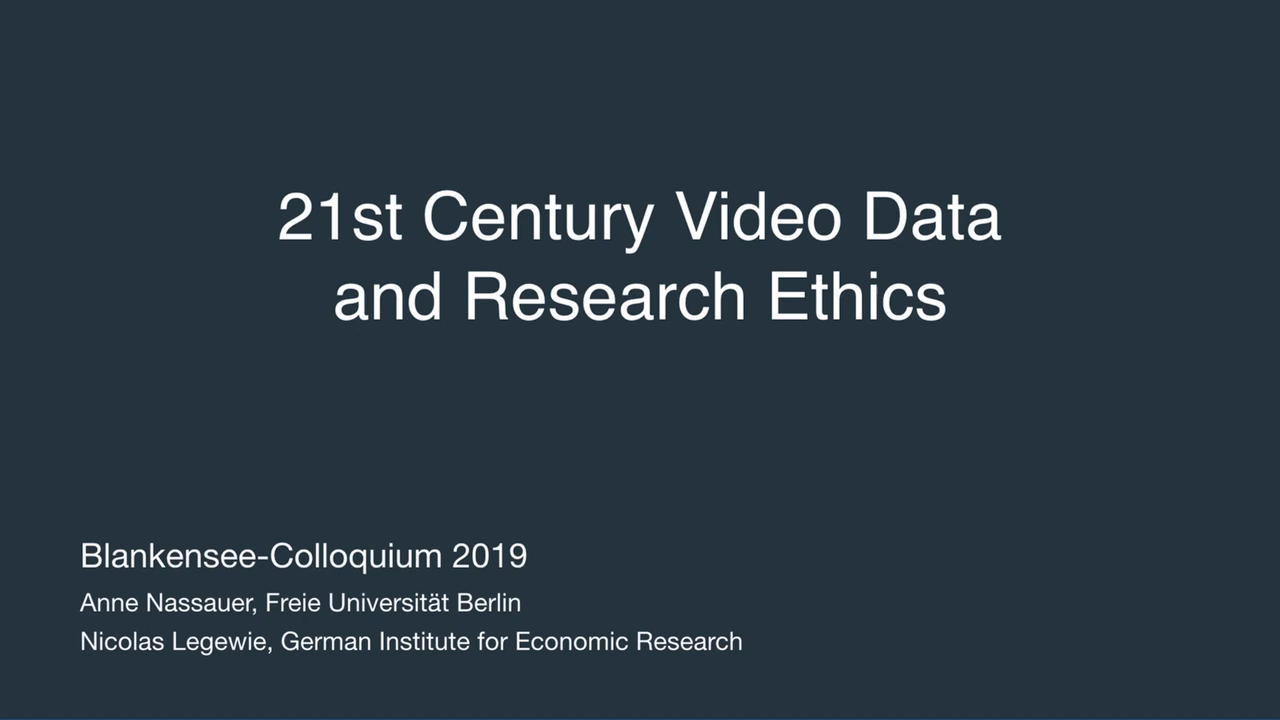 21st Century Video Data
and Research Ethics
Blankensee-Colloquium 2019
Anne Nassauer, Freie Universität Berlin
Nicolas Legewie, German Institute for Economic Research